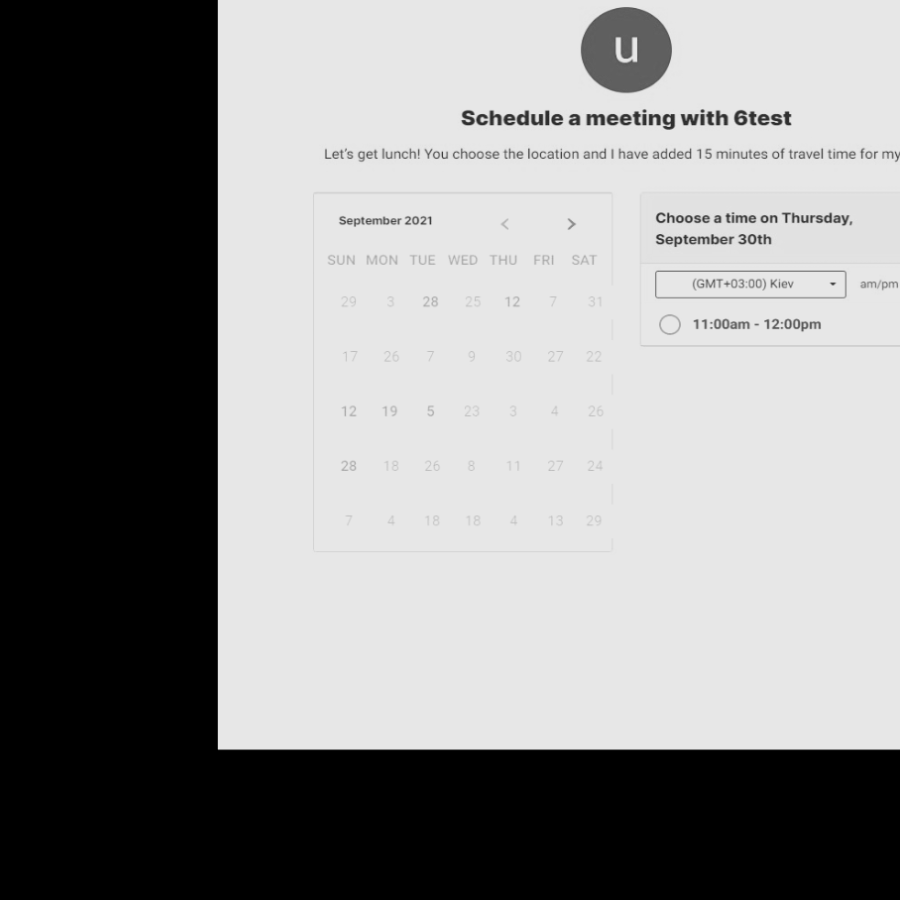 u
Schedule a meeting with 6test
Let's get lunch! You choose the location and I have added 15 minutes of travel time for my
September 2021
SUN MON TUE WED THU FRI SAT
29 3 28 25 12 7 31
17 26 7 9 30 27 22
12 19 5 23 3 4 26
28 18 26 8 11 27 24
7 4 18 18 4 13 29
Choose a time on Thursday,
September 30th
(GMT+03:00) Kiev am/pm
11:00am - 12:00pm